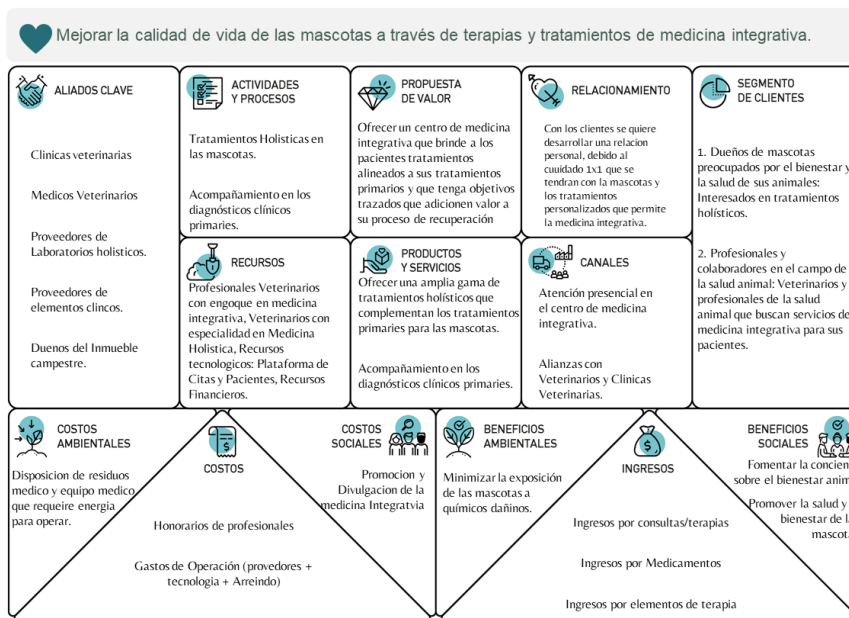 Mejorar la calidad de vida de las mascotas a través de terapias y tratamientos de medicina integrativa.
ALIADOS CLAVE
Clinicas veterinarias
Medicos Veterinarios
Proveedores de
Laboratorios holisticos.
Proveedores de
elementos clincos.
Duenos del Inmueble
campestre.
ACTIVIDADES
Y PROCESOS
Tratamientos Holisticas en
las mascotas.
Acompañamiento en los
diagnósticos clínicos
primaries.
RECURSOS
Profesionales Veterinarios
con engoque en medicina
integrativa, Veterinarios con
especialidad en Medicina
Holistica, Recursos
tecnologicos: Plataforma de
Citas y Pacientes, Recursos
Financieros.
PROPUESTA
DE VALOR
Ofrecer un centro de medicina
integrativa que brinde a los
pacientes tratamientos
alineados a sus tratamientos
primarios y que tenga objetivos
trazados que adicionen valor a
su proceso de recuperación
PRODUCTOS
Y SERVICIOS
Ofrecer una amplia gama de
tratamientos holísticos que
complementan los tratamientos
primaries para las mascotas.
Acompañamiento en los
diagnósticos clínicos primaries.
RELACIONAMIENTO
Con los clientes se quiere
desarrollar una relacion
personal, debido al
cuuidado 1x1 que se
tendran con la mascotas y
los tratamientos
personalizados que permite
la medicina integrativa.
CANALES
Atención presencial en
el centro de medicina
integrativa.
Alianzas con
Veterinarios y Clinicas
Veterinarias.
SEGMENTO
DE CLIENTES
1. Dueños de mascotas
preocupados por el bienestar y
la salud de sus animales:
Interesados en tratamientos
holísticos.
2. Profesionales y
colaboradores en el campo de
la salud animal: Veterinarios y
profesionales de la salud
animal que buscan servicios de
medicina integrativa para sus
pacientes.
COSTOS
AMBIENTALES
Disposicion de residuos
medico y equipo medico
que requeire energia
para operar.
COSTOS
Honorarios de profesionales
Gastos de Operación (provedores +
tecnologia + Arreindo)
COSTOS
SOCIALES
Promocion y
Divulgacion de la
medicina Integratvia
BENEFICIOS
AMBIENTALES
Minimizar la exposición
de las mascotas a
químicos dañinos.
INGRESOS
Ingresos por consultas/terapias
Ingresos por Medicamentos
Ingresos por elementos de terapia
BENEFICIOS
SOCIALES
Fomentar la concien
sobre el bienestar anim
Promover la salud y
bienestar de l
mascot